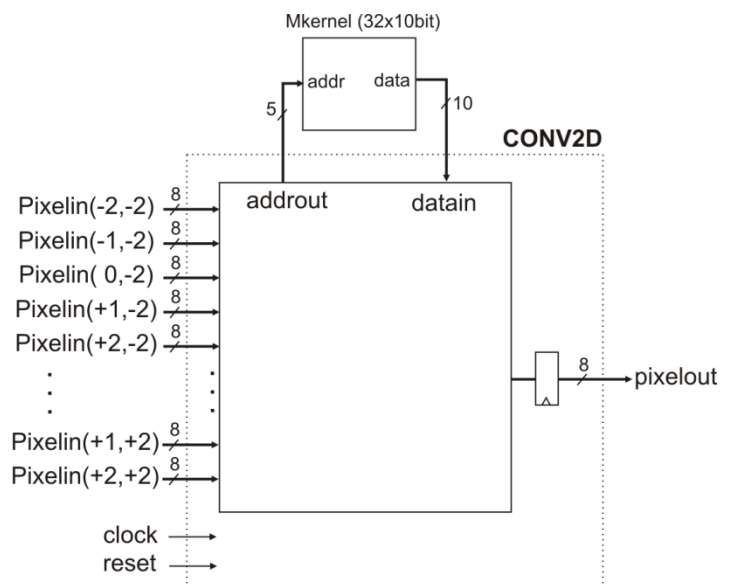 Mkernel (32x10bit)
addr data
5
10
CONV2D
addrout datain
Pixelin(-2,-2) 8
Pixelin(-1,-2) 8
Pixelin( 0,-2) 8
Pixelin(+1,-2) 8
Pixelin(+2,-2) 8
8 pixelout
Pixelin(+1,+2) 8
Pixelin(+2,+2) 8
clock
reset